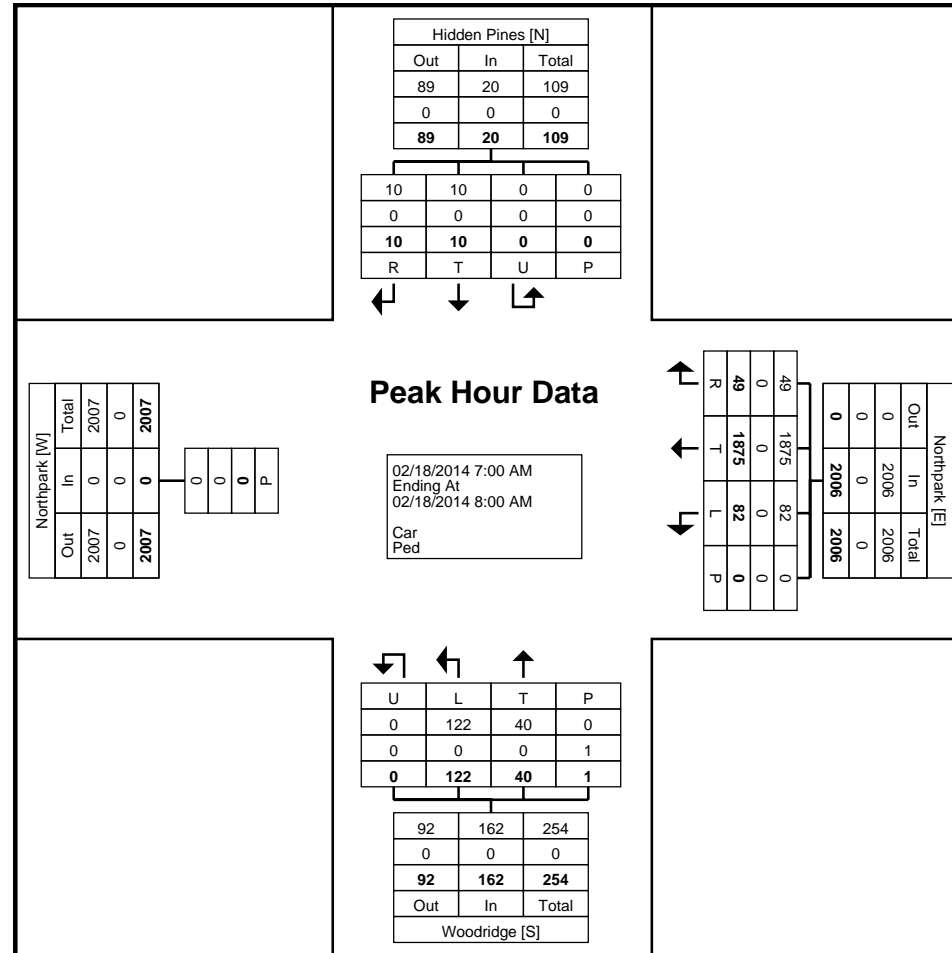 Hidden Pines [N]
Out In Total
89 20 109
0 0 0
89 20 109
10 10 0 0
0 0 0 0
10 10 0 0
R T U P
Peak Hour Data
02/18/2014 7:00 AM
Ending At
02/18/2014 8:00 AM
Car
Ped
Northpark [W]
Total In Out
2007 0 2007
0 0 0
2007 0 2007
0
0
0
P
Northpark [E]
Out In Total
0 2006 2006
0 0 0
0 2006 2006
49 1875 82 0
0 0 0 0
49 1875 82 0
R T L P
U L T P
0 122 40 0
0 0 0 1
0 122 40 1
92 162 254
0 0 0
92 162 254
Out In Total
Woodridge [S]